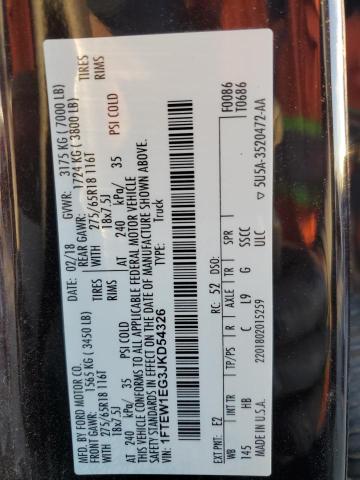 MFD. BY FORD MOTOR CO.
DATE: 02/18 GVWR: 3175 KG ( 7000 LB)
FRONT GAWR: 1565 KG ( 3450 LB) REAR GAWR: 1724 KG ( 3800 LB)
275/65R18 116T TIRES 275/65R18 116T TIRES
18x7.5J RIMS 18x7.5J RIMS
AT 240 kPa/ 35 PSI COLD AT 240 kPa/ 35 PSI COLD
THIS VEHICLE CONFORMS TO ALL APPLICABLE FEDERAL MOTOR VEHICLE
SAFETY STANDARDS IN EFFECT ON THE DATE OF MANUFACTURE SHOWN ABOVE.
VIN: 1FTEW1EG3JKD54326 TYPE: Truck
F0086
T0686
EXT PNT: E2 RC: 52 DSO:
WB INT TR TP/PS R AXLE TR SPR
145 HB C L9 G SSCC
ULC
MADE IN U.S.A. 2201802015259 ▽ 5U5A-3520472-AA